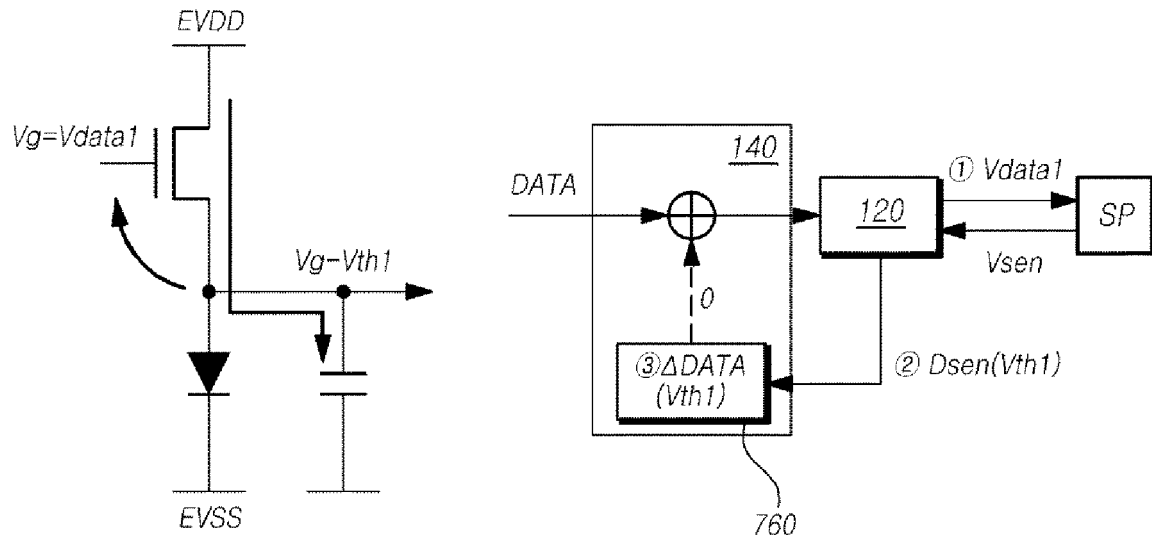 EVDD
Vg=Vdata1
Vg-Vth1
EVSS
DATA
140
0
③ΔDATA
(Vth1)
760
120
① Vdata1
Vsen
SP
② Dsen(Vth1)